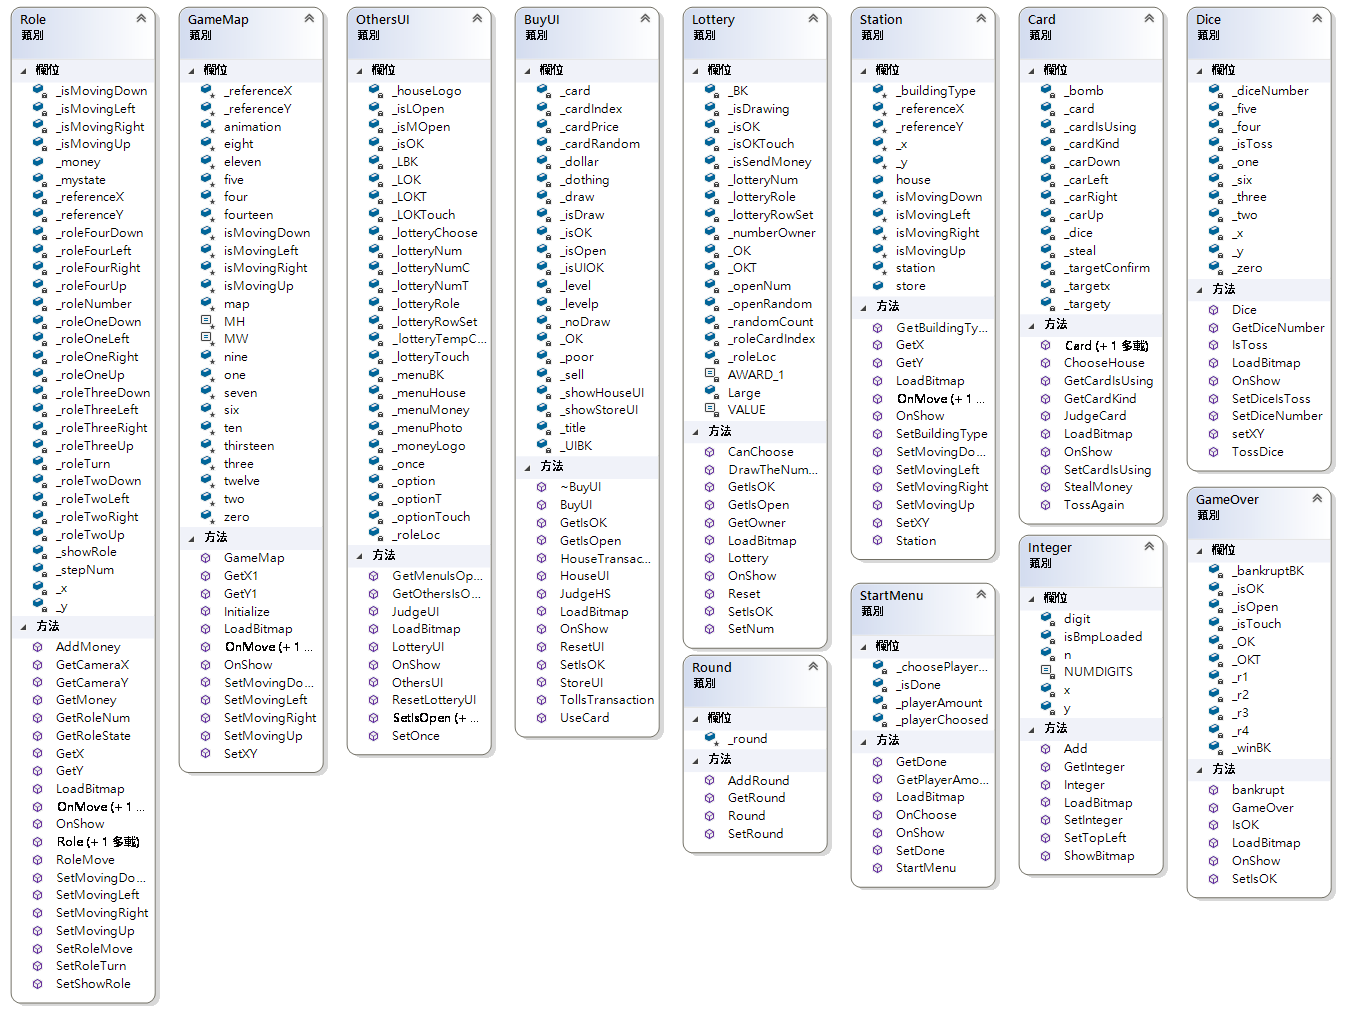 Role
類別
欄位
_isMovingDown
_isMovingLeft
_isMovingRight
_isMovingUp
_money
_mystate
_referenceX
_referenceY
_roleFourDown
_roleFourLeft
_roleFourRight
_roleFourUp
_roleNumber
_roleOneDown
_roleOneLeft
_roleOneRight
_roleOneUp
_roleThreeDown
_roleThreeLeft
_roleThreeRight
_roleThreeUp
_roleTurn
_roleTwoDown
_roleTwoLeft
_roleTwoRight
_roleTwoUp
_showRole
_stepNum
_x
_y
方法
AddMoney
GetCameraX
GetCameraY
GetMoney
GetRoleNum
GetRoleState
GetX
GetY
LoadBitmap
OnMove (+ 1 ...
OnShow
Role (+ 1 多載)
RoleMove
SetMovingDo...
SetMovingLeft
SetMovingRight
SetMovingUp
SetRoleMove
SetRoleTurn
SetShowRole
GameMap
類別
欄位
_referenceX
_referenceY
animation
eight
eleven
five
four
fourteen
isMovingDown
isMovingLeft
isMovingRight
isMovingUp
map
MH
MW
nine
one
seven
six
ten
thirsteen
three
twelve
two
zero
方法
GameMap
GetX1
GetY1
Initialize
LoadBitmap
OnMove (+ 1 ...
OnShow
SetMovingDo...
SetMovingLeft
SetMovingRight
SetMovingUp
SetXY
OthersUI
類別
欄位
_houseLogo
_isLOpen
_isMOpen
_isOK
_LBK
_LOK
_LOKT
_LOKTouch
_lotteryChoose
_lotteryNum
_lotteryNumC
_lotteryNumT
_lotteryRole
_lotteryRowSet
_lotteryTempC...
_lotteryTouch
_menuBK
_menuHouse
_menuMoney
_menuPhoto
_moneyLogo
_once
_option
_optionT
_optionTouch
_roleLoc
方法
GetMenuIsOp...
GetOthersIsO...
JudgeUI
LoadBitmap
LotteryUI
OnShow
OthersUI
ResetLotteryUI
SetIsOpen (+ ...
SetOnce
BuyUI
類別
欄位
_card
_cardIndex
_cardPrice
_cardRandom
_dollar
_dothing
_draw
_isDraw
_isOK
_isOpen
_isUIOK
_level
_levelp
_noDraw
_OK
_poor
_sell
_showHouseUI
_showStoreUI
_title
_UIBK
方法
~BuyUI
BuyUI
GetIsOK
GetIsOpen
HouseTransac...
HouseUI
JudgeHS
LoadBitmap
OnShow
ResetUI
SetIsOK
StoreUI
TollsTransaction
UseCard
Lottery
類別
欄位
_BK
_isDrawing
_isOK
_isOKTouch
_isSendMoney
_lotteryNum
_lotteryRole
_lotteryRowSet
_numberOwner
_OK
_OKT
_openNum
_openRandom
_randomCount
_roleCardIndex
_roleLoc
AWARD_1
Large
VALUE
方法
CanChoose
DrawTheNum...
GetIsOK
GetIsOpen
GetOwner
LoadBitmap
Lottery
OnShow
Reset
SetIsOK
SetNum
Round
類別
欄位
_round
方法
AddRound
GetRound
Round
SetRound
Station
類別
欄位
_buildingType
_referenceX
_referenceY
_x
_y
house
isMovingDown
isMovingLeft
isMovingRight
isMovingUp
station
store
方法
GetBuildingTy...
GetX
GetY
LoadBitmap
OnMove (+ 1 ...
OnShow
SetBuildingType
SetMovingDo...
SetMovingLeft
SetMovingRight
SetMovingUp
SetXY
Station
StartMenu
類別
欄位
_choosePlayer...
_isDone
_playerAmount
_playerChoosed
方法
GetDone
GetPlayerAmo...
LoadBitmap
OnChoose
OnShow
SetDone
StartMenu
Card
類別
欄位
_bomb
_card
_cardIsUsing
_cardKind
_carDown
_carLeft
_carRight
_carUp
_dice
_steal
_targetConfirm
_targetx
_targety
方法
Card (+ 1 多載)
ChooseHouse
GetCardIsUsing
GetCardKind
JudgeCard
LoadBitmap
OnShow
SetCardIsUsing
StealMoney
TossAgain
Integer
類別
欄位
digit
isBmpLoaded
n
NUMDIGITS
x
y
方法
Add
GetInteger
Integer
LoadBitmap
SetInteger
SetTopLeft
ShowBitmap
Dice
類別
欄位
_diceNumber
_five
_four
_isToss
_one
_six
_three
_two
_x
_y
_zero
方法
Dice
GetDiceNumber
IsToss
LoadBitmap
OnShow
SetDiceIsToss
SetDiceNumber
setXY
TossDice
GameOver
類別
欄位
_bankruptBK
_isOK
_isOpen
_isTouch
_OK
_OKT
_r1
_r2
_r3
_r4
_winBK
方法
bankrupt
GameOver
IsOK
LoadBitmap
OnShow
SetIsOK